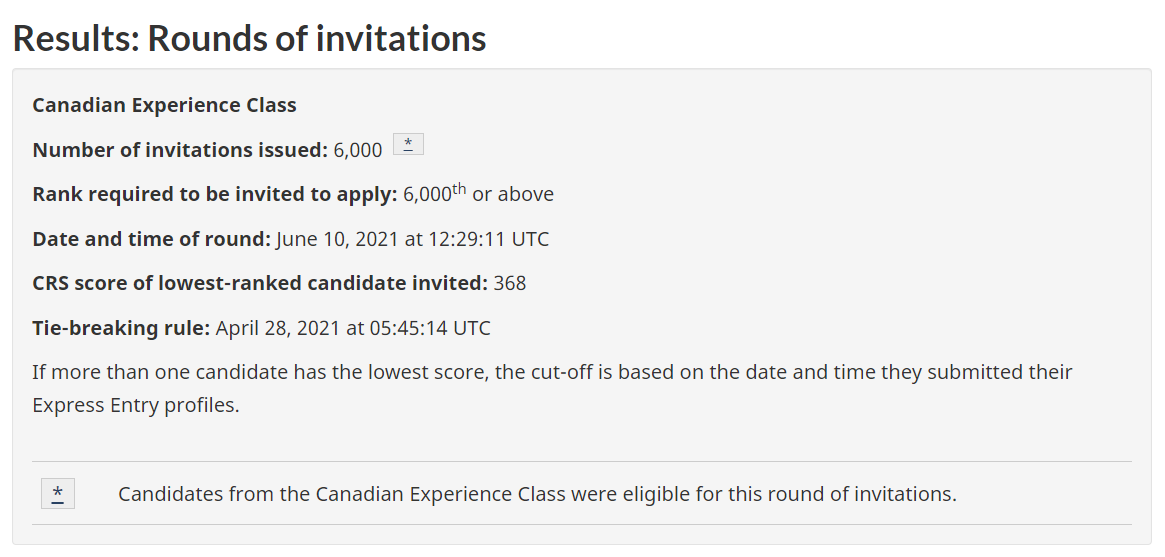 Results: Rounds of invitations
Canadian Experience Class
Number of invitations issued: 6,000 *
Rank required to be invited to apply: 6,000th or above
Date and time of round: June 10, 2021 at 12:29:11 UTC
CRS score of lowest-ranked candidate invited: 368
Tie-breaking rule: April 28, 2021 at 05:45:14 UTC
If more than one candidate has the lowest score, the cut-off is based on the date and time they submitted their
Express Entry profiles.
* Candidates from the Canadian Experience Class were eligible for this round of invitations.